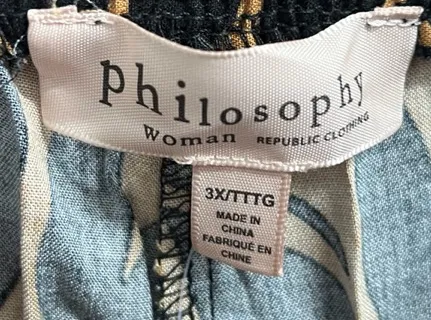 philosophy
woman REPUBLIC CLOTHING
3X/TTTG
MADE IN
CHINA
FABRIQUÉ EN
CHINE